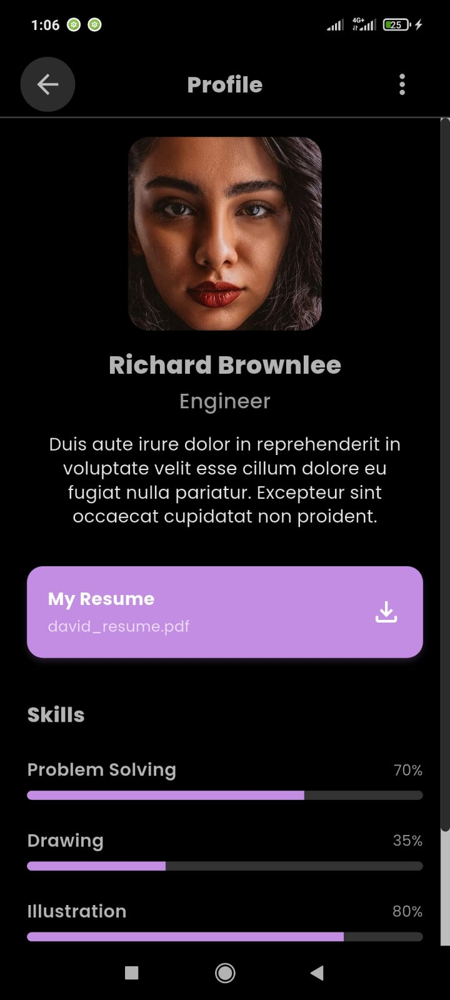 1:06
4G+
25
Profile
Richard Brownlee
Engineer
Duis aute irure dolor in reprehenderit in
voluptate velit esse cillum dolore eu
fugiat nulla pariatur. Excepteur sint
occaecat cupidatat non proident.
My Resume
david_resume.pdf
Skills
Problem Solving 70%
Drawing 35%
Illustration 80%